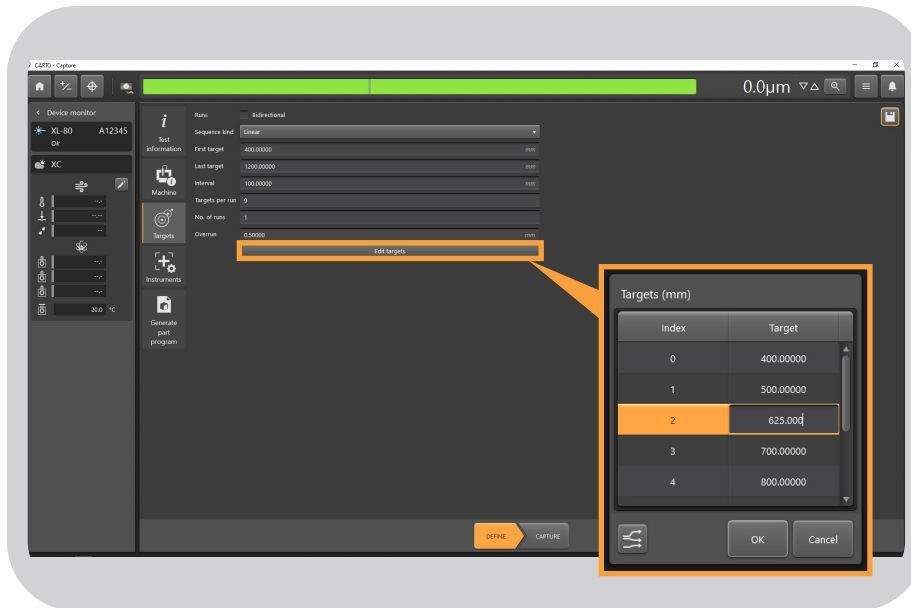 CARTO - Capture
0.0µm
Device monitor
XL-80 A12345
Ok
XC
--.-
--.--
--
--.-
--.-
--.-
20.0 °C
Test
information
Machine
Targets
Instruments
Generate
part
program
Runs Bidirectional
Sequence kind Linear
First target 400.00000 mm
Last target 1200.00000 mm
Interval 100.00000 mm
Targets per run 9
No. of runs 1
Overrun 0.50000 mm
Edit targets
DEFINE CAPTURE
Targets (mm)
Index Target
0 400.00000
1 500.00000
2 625.000
3 700.00000
4 800.00000
OK Cancel